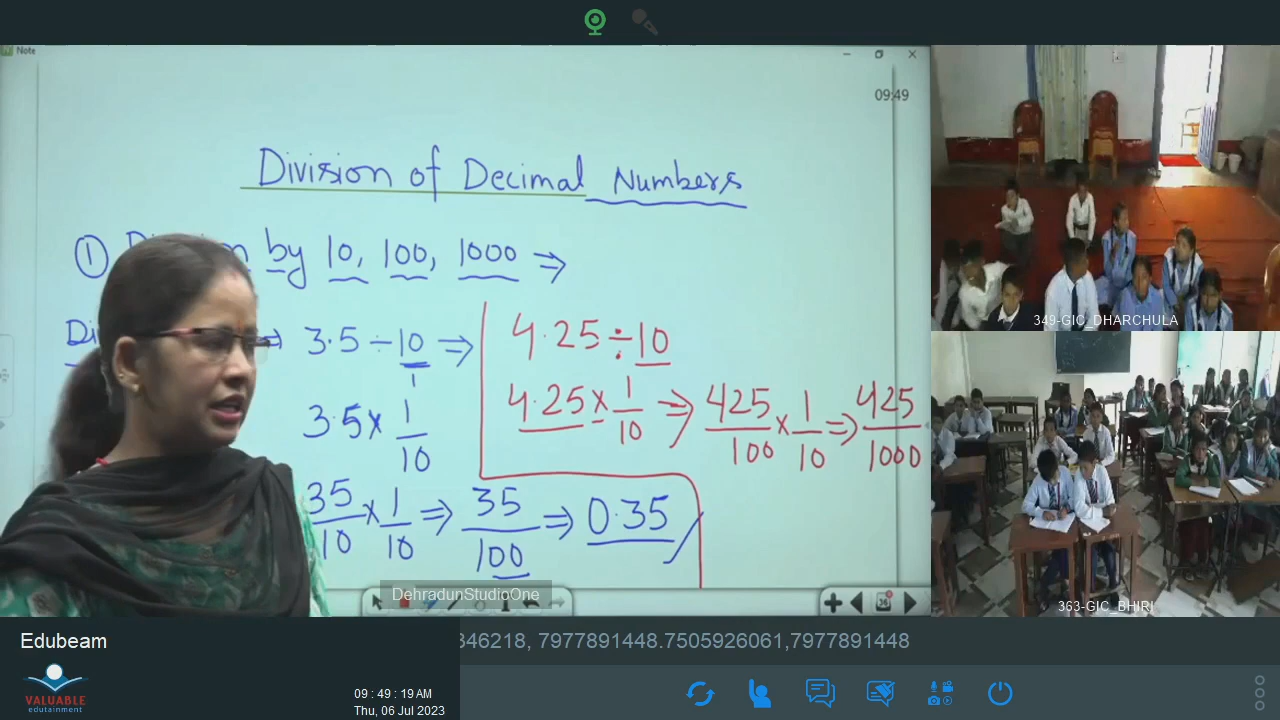 Note
09:49
Division of Decimal Numbers
① by 10, 100, 1000 ⇒
3.5 ÷ 10 ⇒
3.5 × 1/10
35/10 × 1/10 ⇒ 35/100 ⇒ 0.35
4.25 ÷ 10
4.25 × 1/10 ⇒ 425/100 × 1/10 ⇒ 425/1000
DehradunStudioOne
36
349-GIC_DHARCHULA
363-GIC_BHIRI
Edubeam
346218, 7977891448.7505926061,7977891448
VALUABLE
edutainment
09 : 49 : 19 AM
Thu, 06 Jul 2023